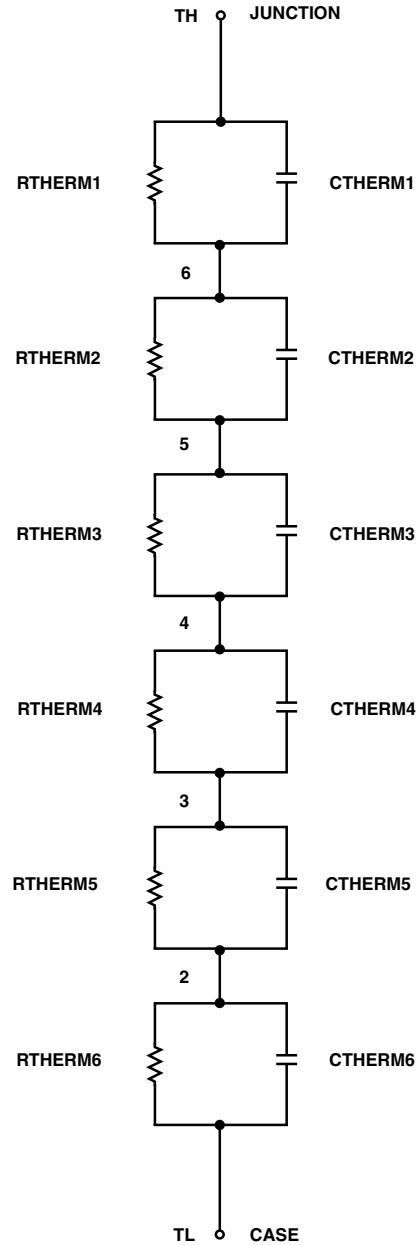 TH JUNCTION
RTHERM1 CTHERM1
6
RTHERM2 CTHERM2
5
RTHERM3 CTHERM3
4
RTHERM4 CTHERM4
3
RTHERM5 CTHERM5
2
RTHERM6 CTHERM6
TL CASE